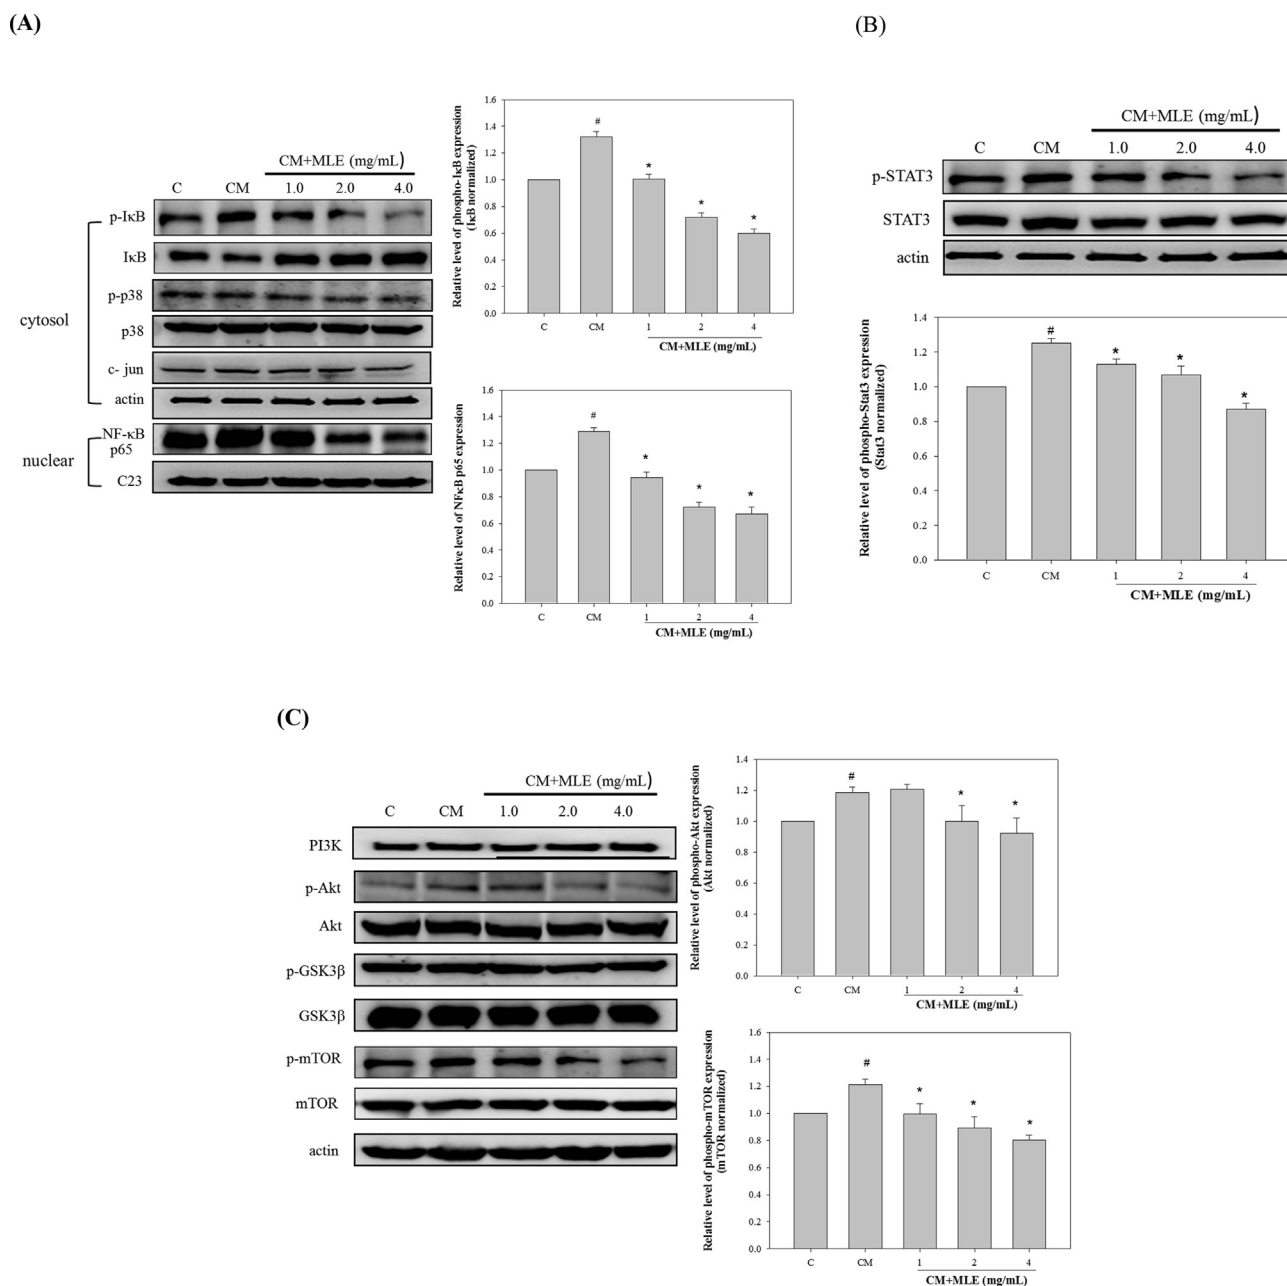 (A)
CM+MLE (mg/mL)
C CM 1.0 2.0 4.0
p-IκB
IκB
p-p38
p38
c- jun
actin
NF-κB
p65
C23
cytosol
nuclear
Relative level of phospho-IκB expression
(IκB normalized)
1.6
1.4
1.2
1.0
0.8
0.6
0.4
0.2
0.0
# * * *
C CM 1 2 4
CM+MLE (mg/mL)
Relative level of NFκB p65 expression
1.6
1.4
1.2
1.0
0.8
0.6
0.4
0.2
0.0
# * * *
C CM 1 2 4
CM+MLE (mg/mL)
(B)
CM+MLE (mg/mL)
C CM 1.0 2.0 4.0
p-STAT3
STAT3
actin
Relative level of phospho-Stat3 expression
(Stat3 normalized)
1.4
1.2
1.0
0.8
0.6
0.4
0.2
0.0
# * * *
C CM 1 2 4
CM+MLE (mg/mL)
(C)
CM+MLE (mg/mL)
C CM 1.0 2.0 4.0
PI3K
p-Akt
Akt
p-GSK3β
GSK3β
p-mTOR
mTOR
actin
Relative level of phospho-Akt expression
(Akt normalized)
1.4
1.2
1.0
0.8
0.6
0.4
0.2
0.0
# * *
C CM 1 2 4
CM+MLE (mg/mL)
Relative level of phospho-mTOR expression
(mTOR normalized)
1.6
1.4
1.2
1.0
0.8
0.6
0.4
0.2
0.0
# * * *
C CM 1 2 4
CM+MLE (mg/mL)